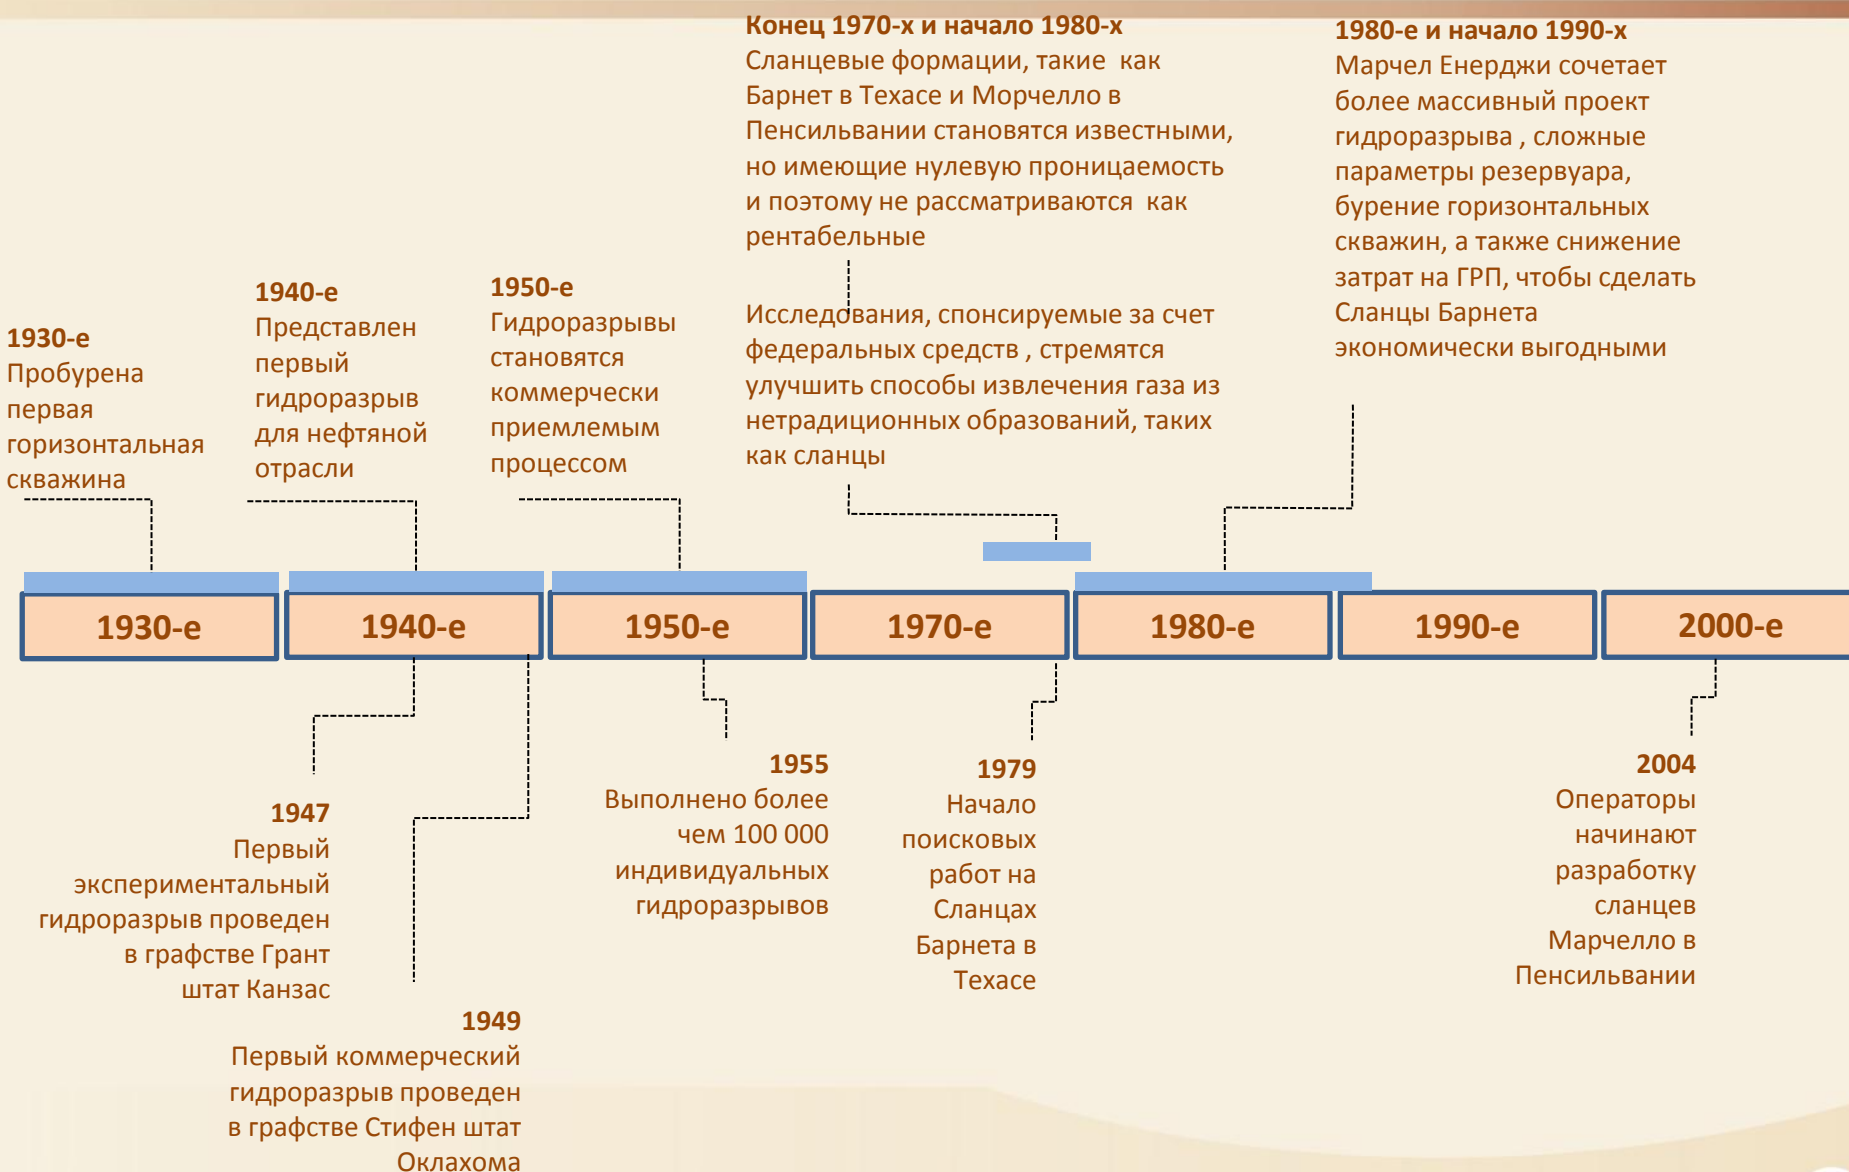 1930-е
Пробурена
первая
горизонтальная
скважина
1940-е
Представлен
первый
гидроразрыв
для нефтяной
отрасли
1950-е
Гидроразрывы
становятся
коммерчески
приемлемым
процессом
Конец 1970-х и начало 1980-х
Сланцевые формации, такие как
Барнет в Техасе и Морчелло в
Пенсильвании становятся известными,
но имеющие нулевую проницаемость
и поэтому не рассматриваются как
рентабельные
Исследования, спонсируемые за счет
федеральных средств , стремятся
улучшить способы извлечения газа из
нетрадиционных образований, таких
как сланцы
1980-е и начало 1990-х
Марчел Енерджи сочетает
более массивный проект
гидроразрыва , сложные
параметры резервуара,
бурение горизонтальных
скважин, а также снижение
затрат на ГРП, чтобы сделать
Сланцы Барнета
экономически выгодными
1930-е
1940-е
1950-е
1970-е
1980-е
1990-е
2000-е
1947
Первый
экспериментальный
гидроразрыв проведен
в графстве Грант
штат Канзас
1949
Первый коммерческий
гидроразрыв проведен
в графстве Стифен штат
Оклахома
1955
Выполнено более
чем 100 000
индивидуальных
гидроразрывов
1979
Начало
поисковых
работ на
Сланцах
Барнета в
Техасе
2004
Операторы
начинают
разработку
сланцев
Марчелло в
Пенсильвании